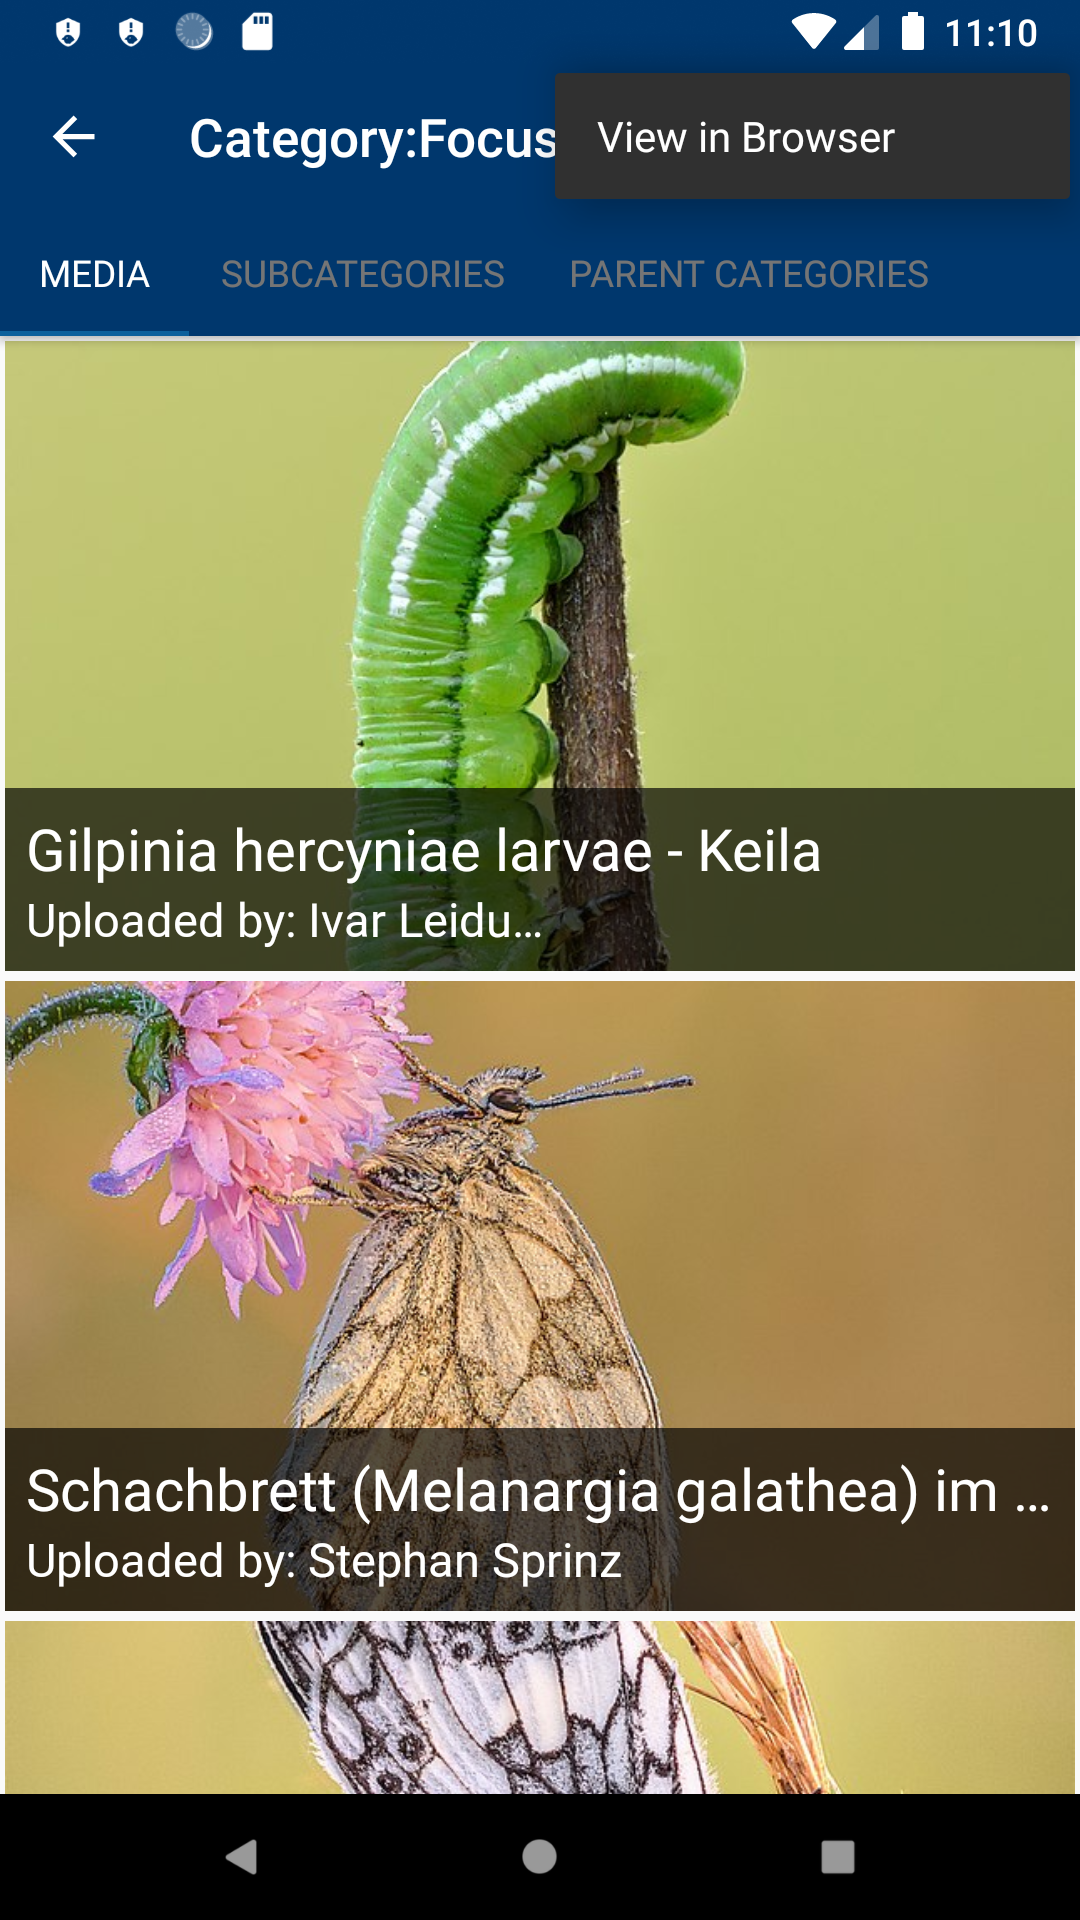 11:10
Category:Focus
View in Browser
MEDIA
SUBCATEGORIES
PARENT CATEGORIES
Gilpinia hercyniae larvae - Keila
Uploaded by: Ivar Leidu…
Schachbrett (Melanargia galathea) im …
Uploaded by: Stephan Sprinz